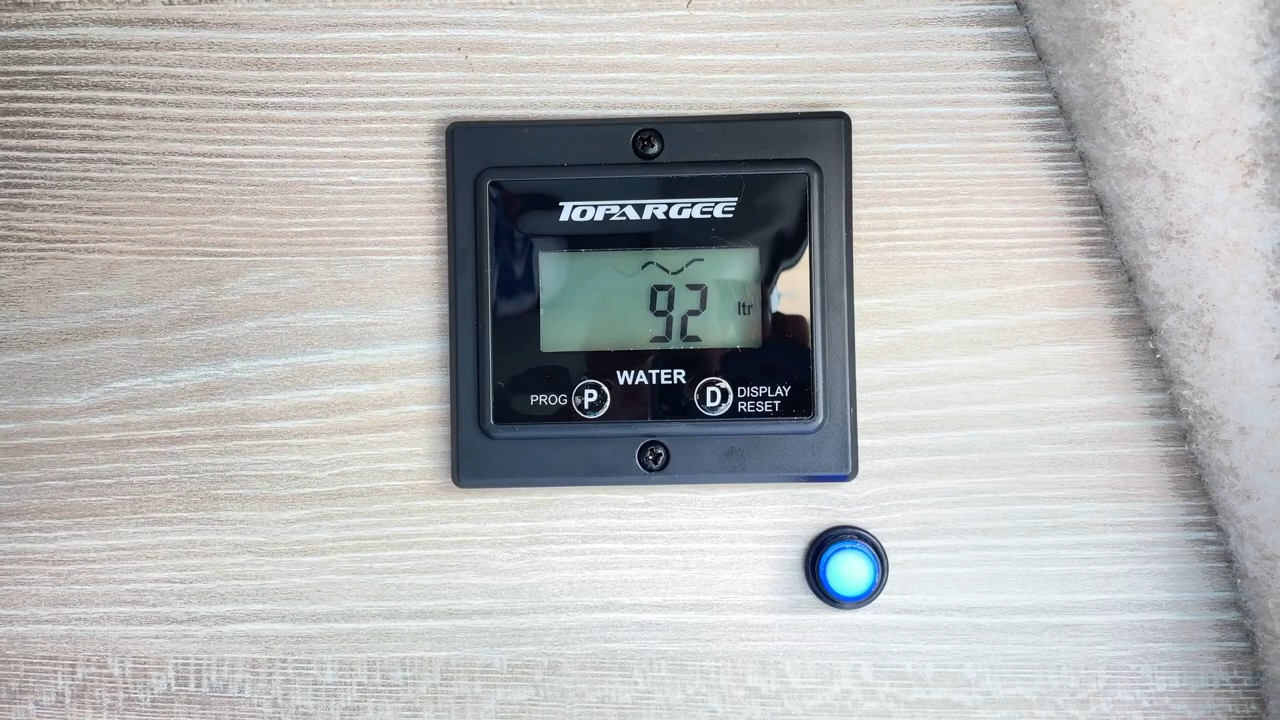 TOPARGEE
92 ltr
WATER
PROG P
D DISPLAY
RESET